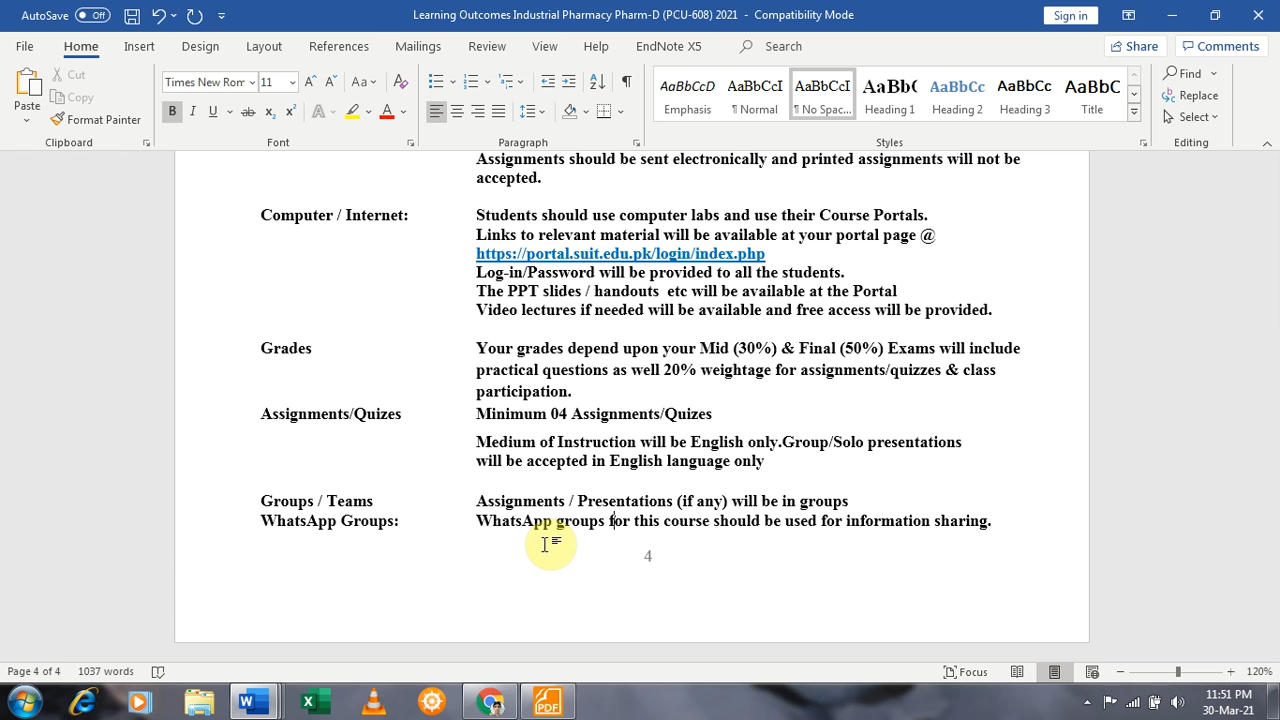 AutoSave Off
Learning Outcomes Industrial Pharmacy Pharm-D (PCU-608) 2021 - Compatibility Mode
Sign in
File Home Insert Design Layout References Mailings Review View Help EndNote X5 Search
Share Comments
Paste
Cut
Copy
Format Painter
Clipboard
Times New Ron 11
Font
Paragraph
AaBbCcD AaBbCcI AaBbCcI AaBb( AaBbCc AaBbCc AaBbC
Emphasis ¶ Normal ¶ No Spac... Heading 1 Heading 2 Heading 3 Title
Styles
Find
Replace
Select
Editing
Assignments should be sent electronically and printed assignments will not be
accepted.
Computer / Internet: Students should use computer labs and use their Course Portals.
Links to relevant material will be available at your portal page @
https://portal.suit.edu.pk/login/index.php
Log-in/Password will be provided to all the students.
The PPT slides / handouts  etc will be available at the Portal
Video lectures if needed will be available and free access will be provided.
Grades Your grades depend upon your Mid (30%) & Final (50%) Exams will include
practical questions as well 20% weightage for assignments/quizzes & class
participation.
Assignments/Quizes Minimum 04 Assignments/Quizes
Medium of Instruction will be English only.Group/Solo presentations
will be accepted in English language only
Groups / Teams Assignments / Presentations (if any) will be in groups
WhatsApp Groups: WhatsApp groups for this course should be used for information sharing.
4
Page 4 of 4 1037 words
Focus
120%
11:51 PM
30-Mar-21